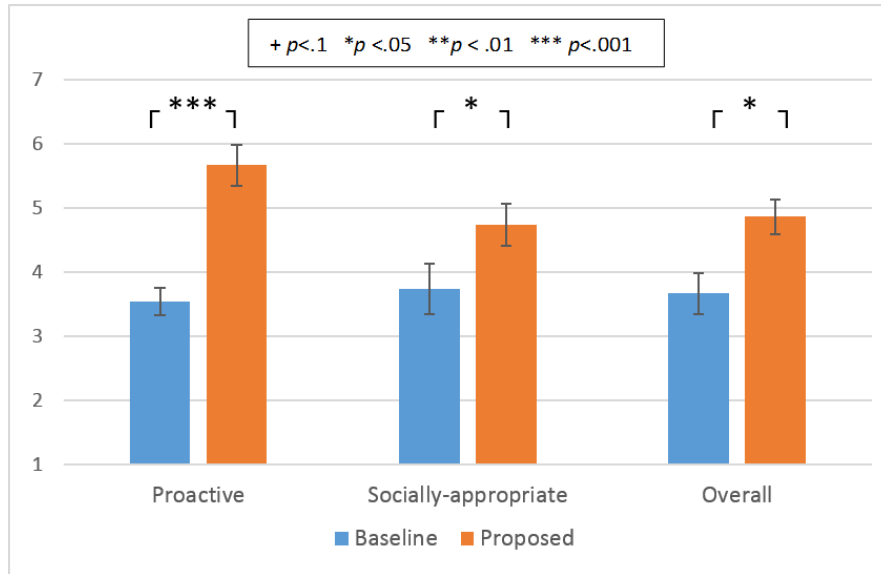 + p<.1 *p <.05 **p < .01 *** p<.001
7
*** * *
6
5
4
3
2
1
Proactive Socially-appropriate Overall
Baseline Proposed